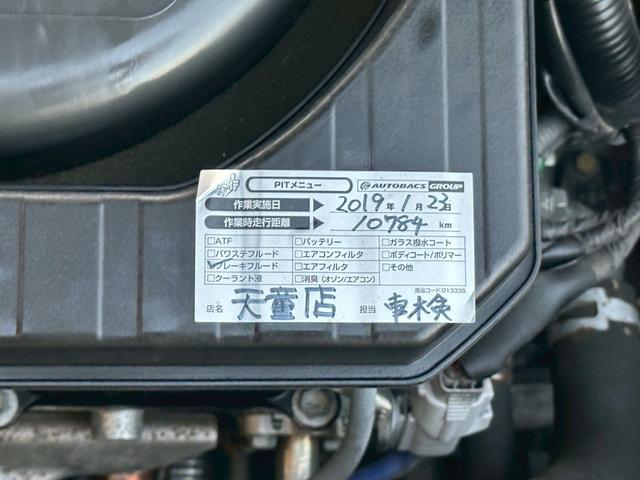 PITメニュー AUTOBACS GROUP
作業実施日 2019年1月23日
作業時走行距離 10784 km
□ATF □バッテリー □ガラス撥水コート
□パワステフルード □エアコンフィルタ □ボディコート/ポリマー
☑ブレーキフルード □エアフィルタ □その他
□クーラント液 □消臭(オゾン/エアコン)
商品コード013335
店名 天童店 担当